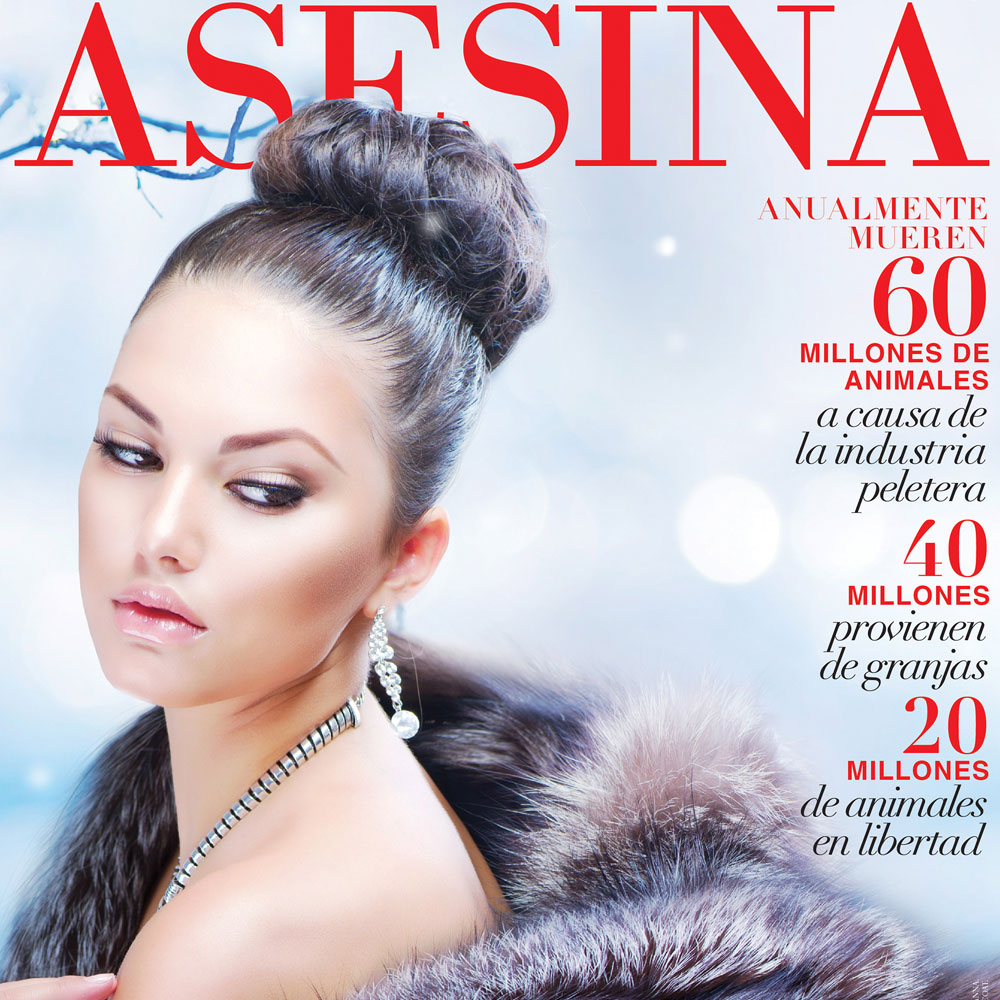 ASESINA
ANUALMENTE
MUEREN
60
MILLONES DE
ANIMALES
a causa de
la industria
peletera
40
MILLONES
provienen
de granjas
20
MILLONES
de animales
en libertad